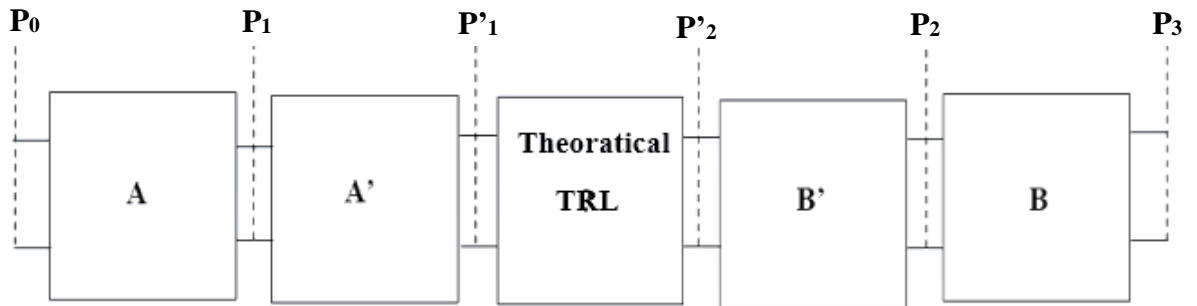 P0 P1 P’1 P’2 P2 P3
A A’ Theoratical TRL B’ B